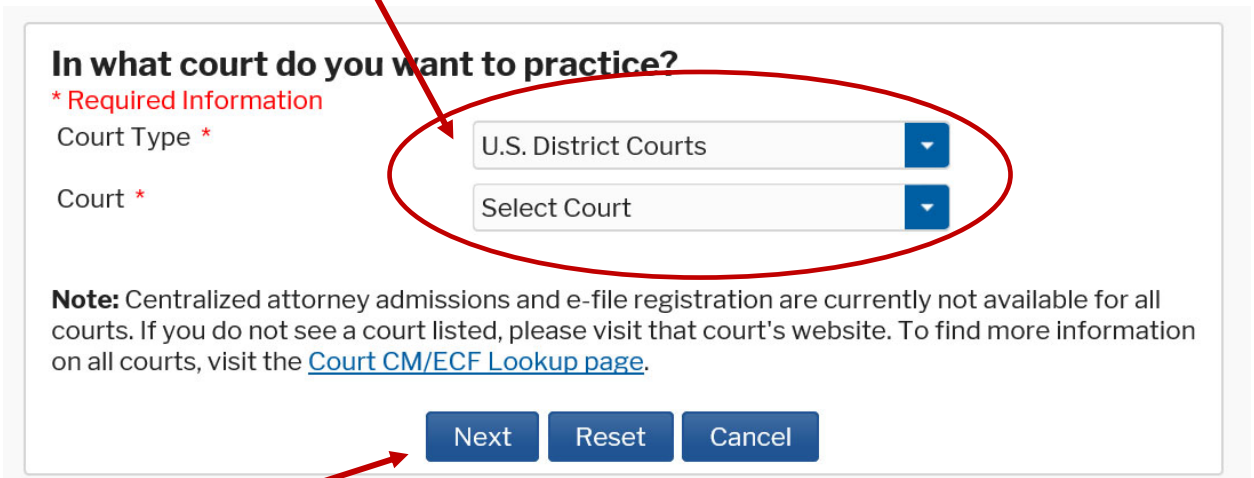 In what court do you want to practice?
* Required Information
Court Type *
U.S. District Courts
Court *
Select Court
Note: Centralized attorney admissions and e-file registration are currently not available for all
courts. If you do not see a court listed, please visit that court's website. To find more information
on all courts, visit the Court CM/ECF Lookup page.
Next Reset Cancel